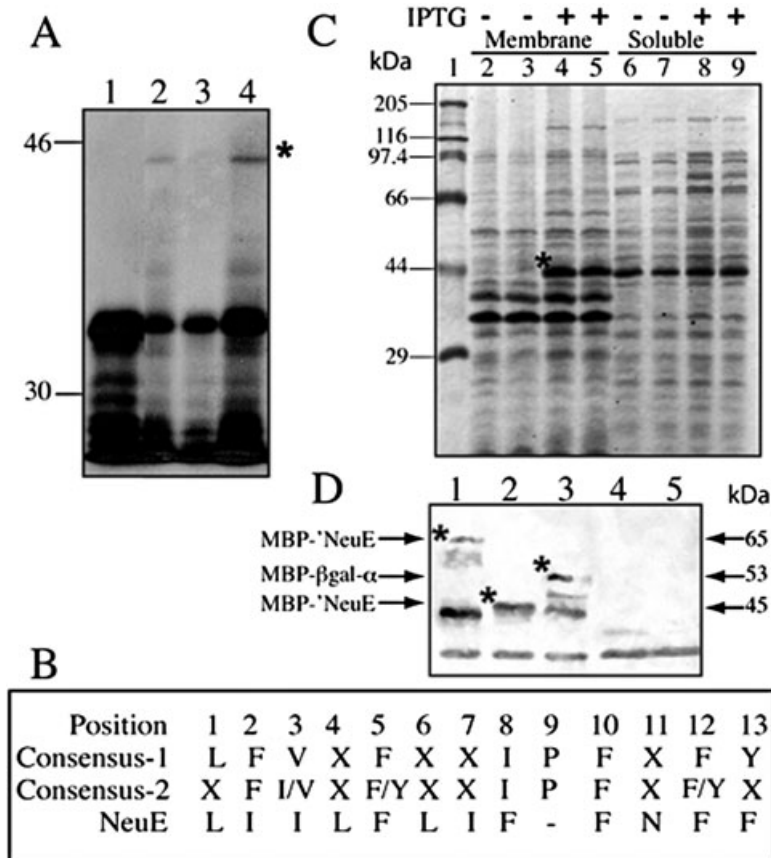 A
1 2 3 4
46
*
30
C
IPTG - - + + - - + +
Membrane Soluble
kDa 1 2 3 4 5 6 7 8 9
205
116
97.4
66
44
*
29
D
1 2 3 4 5 kDa
MBP-'NeuE * 65
MBP-βgal-α * 53
MBP-'NeuE * 45
B
Position 1 2 3 4 5 6 7 8 9 10 11 12 13
Consensus-1 L F V X F X X I P F X F Y
Consensus-2 X F I/V X F/Y X X I P F X F/Y X
NeuE L I I L F L I F - F N F F